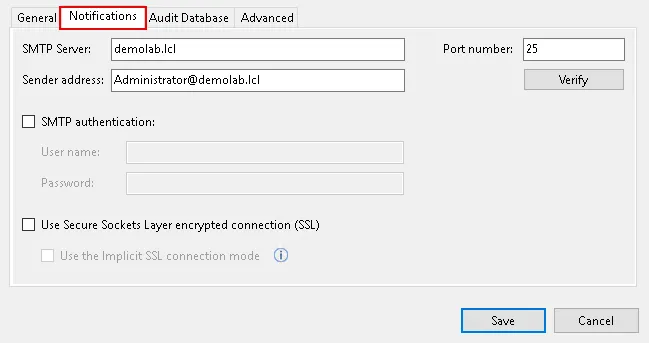 General Notifications Audit Database Advanced
SMTP Server: demolab.lcl Port number: 25
Sender address: Administrator@demolab.lcl Verify
SMTP authentication:
User name:
Password:
Use Secure Sockets Layer encrypted connection (SSL)
Use the Implicit SSL connection mode i
Save Cancel